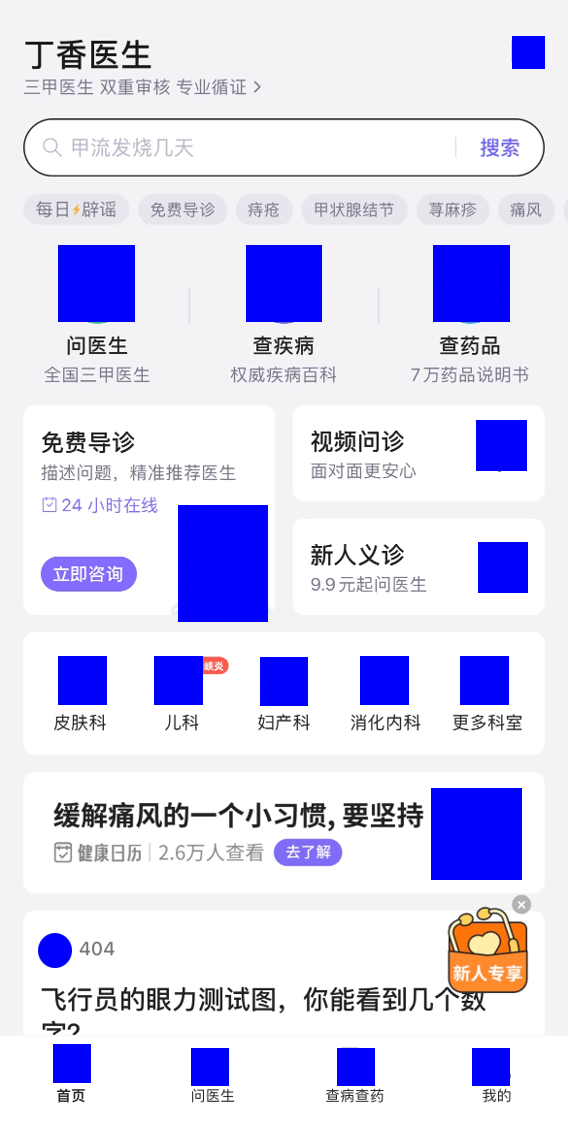 丁香医生
三甲医生 双重审核 专业循证 >
甲流发烧几天
搜索
每日⚡辟谣 免费导诊 痔疮 甲状腺结节 荨麻疹 痛风
问医生 查疾病 查药品
全国三甲医生 权威疾病百科 7万药品说明书
免费导诊
描述问题，精准推荐医生
24 小时在线
立即咨询
视频问诊
面对面更安心
新人义诊
9.9元起问医生
峡炎
皮肤科 儿科 妇产科 消化内科 更多科室
缓解痛风的一个小习惯, 要坚持
健康日历 2.6万人查看 去了解
404
新人专享
飞行员的眼力测试图，你能看到几个数
字?
首页 问医生 查病查药 我的